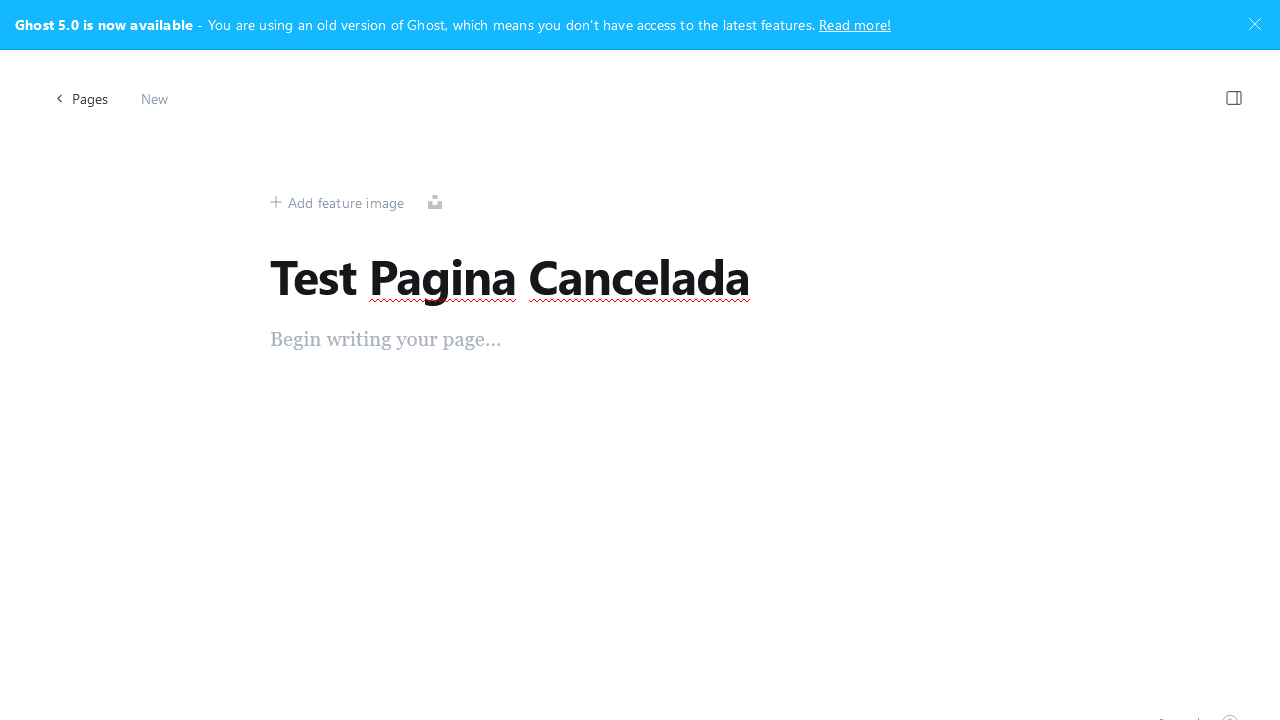 Ghost 5.0 is now available - You are using an old version of Ghost, which means you don't have access to the latest features. Read more!
Pages New
Add feature image
Test Pagina Cancelada
Begin writing your page...